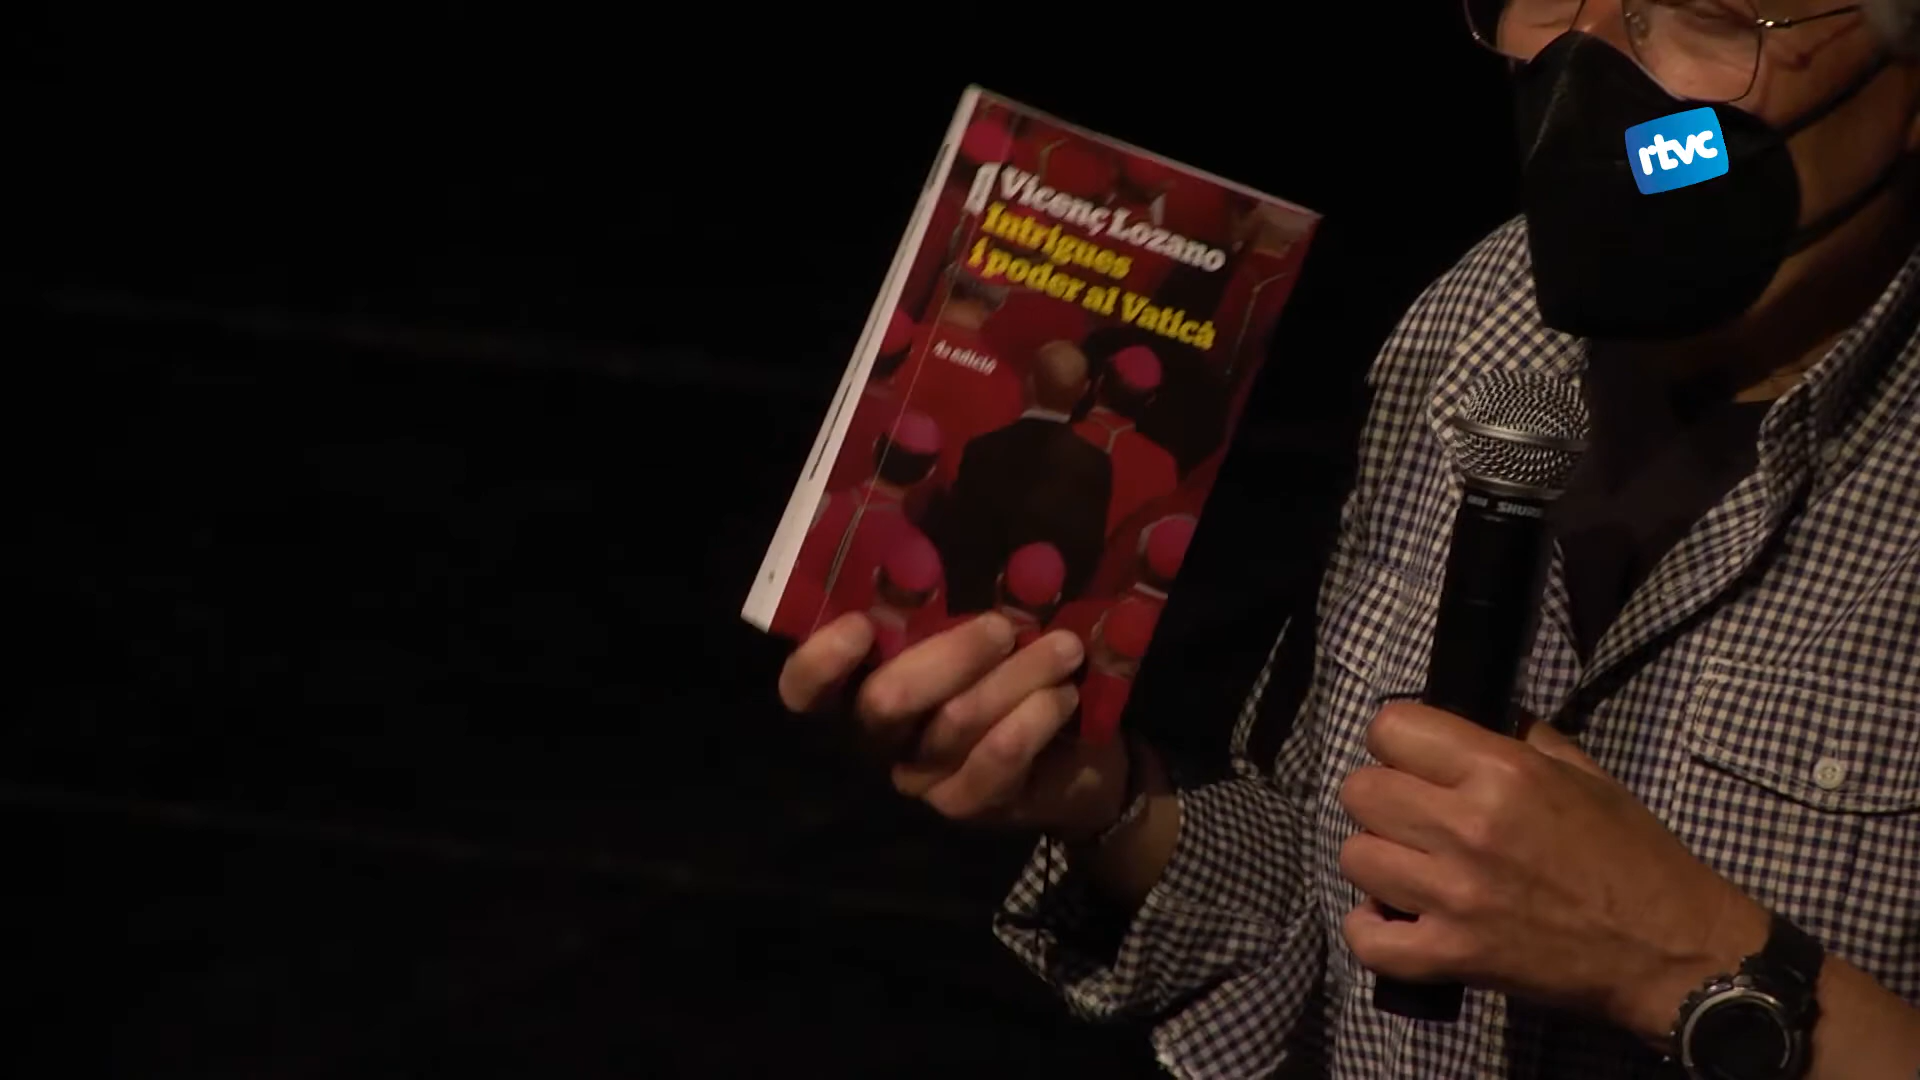 Vicenç Lozano
Intrigues
i poder al Vaticà
4a edició
rtvc
SHURE